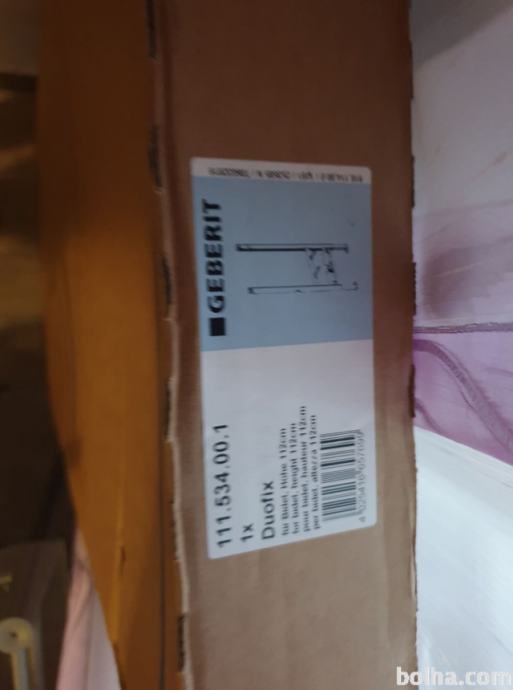 GEBERIT
111.534.00.1
1x
Duofix
für Bidet, Höhe 112cm
for bidet, height 112cm
pour bidet, hauteur 112cm
per bidet, altezza 112cm
bolha.com